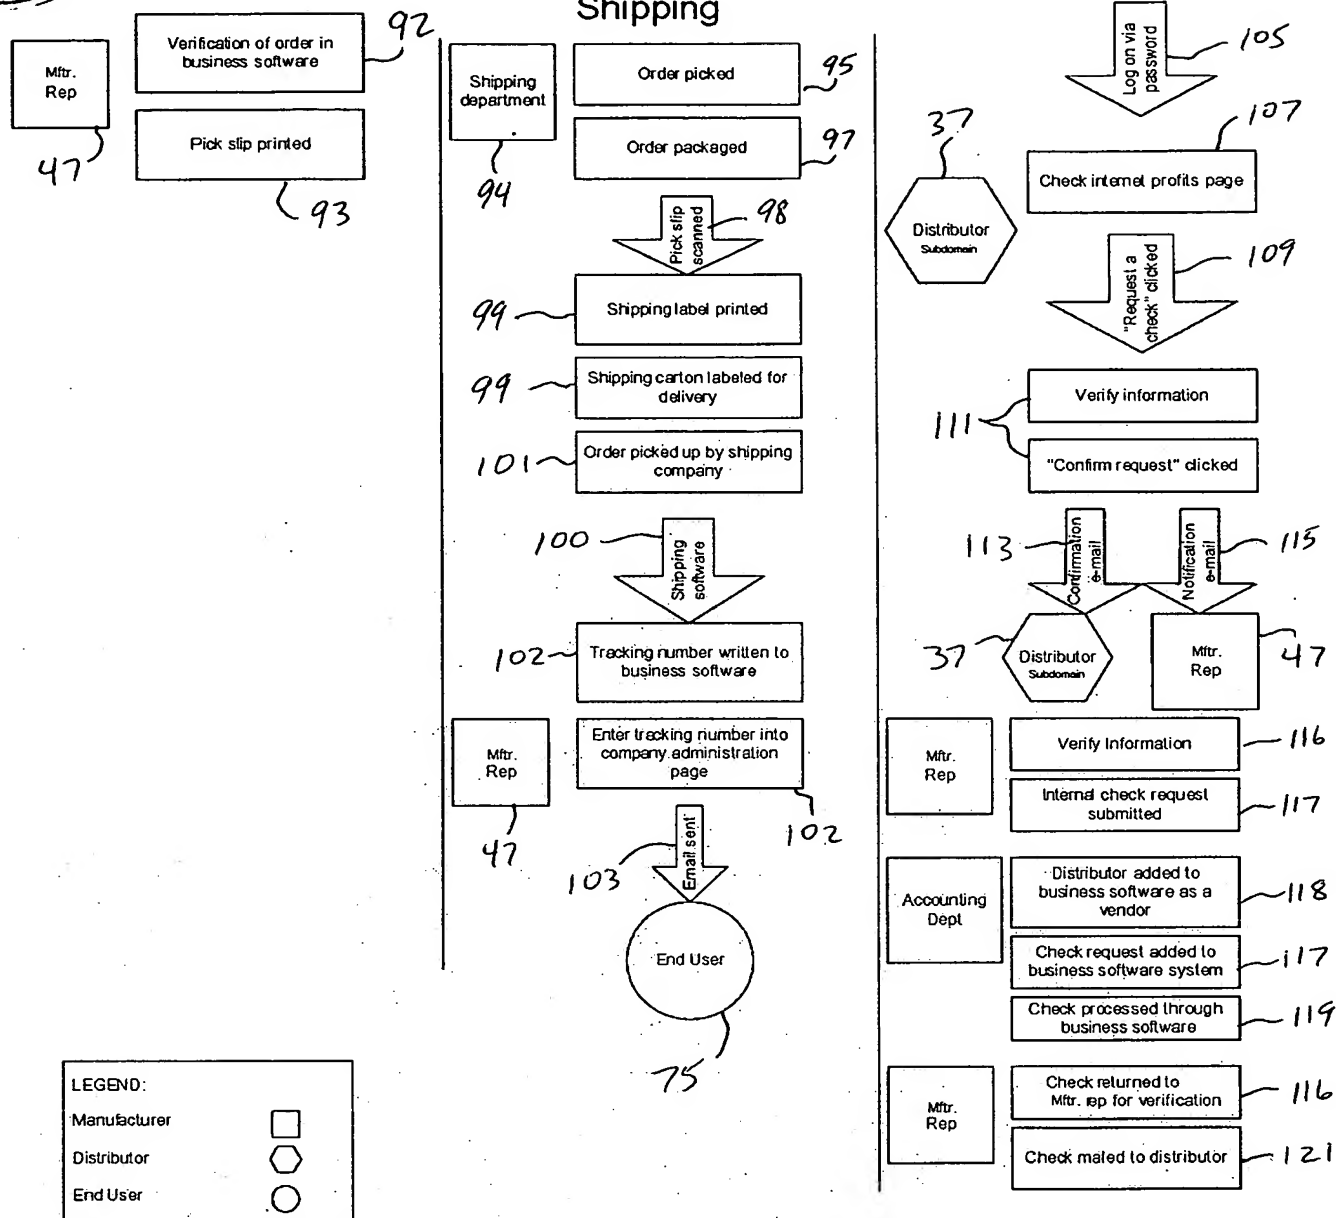 Shipping
92
Verification of order in
business software
Mftr.
Rep
Pick slip printed
47
93
Shipping
department
94
Order picked
95
Order packaged
97
Pick slip
scanned
98
Shipping label printed
99
Shipping carton labeled for
delivery
99
Order picked up by shipping
company
101
100
Shipping
software
Tracking number written to
business software
102
Mftr.
Rep
47
Enter tracking number into
company administration
page
102
103
Email sent
End User
75
Log on via
password
105
107
37
Check internet profits page
Distributor
Subdomain
"Request a
check" clicked
109
Verify information
111
"Confirm request" clicked
113
Confirmation
e-mail
Notification
e-mail
115
37
Distributor
Subdomain
Mftr.
Rep
47
Mftr.
Rep
Verify Information
116
Internal check request
submitted
117
Accounting
Dept
Distributor added to
business software as a
vendor
118
Check request added to
business software system
117
Check processed through
business software
119
Mftr.
Rep
Check returned to
Mftr. rep for verification
116
Check mailed to distributor
121
LEGEND:
Manufacturer
Distributor
End User